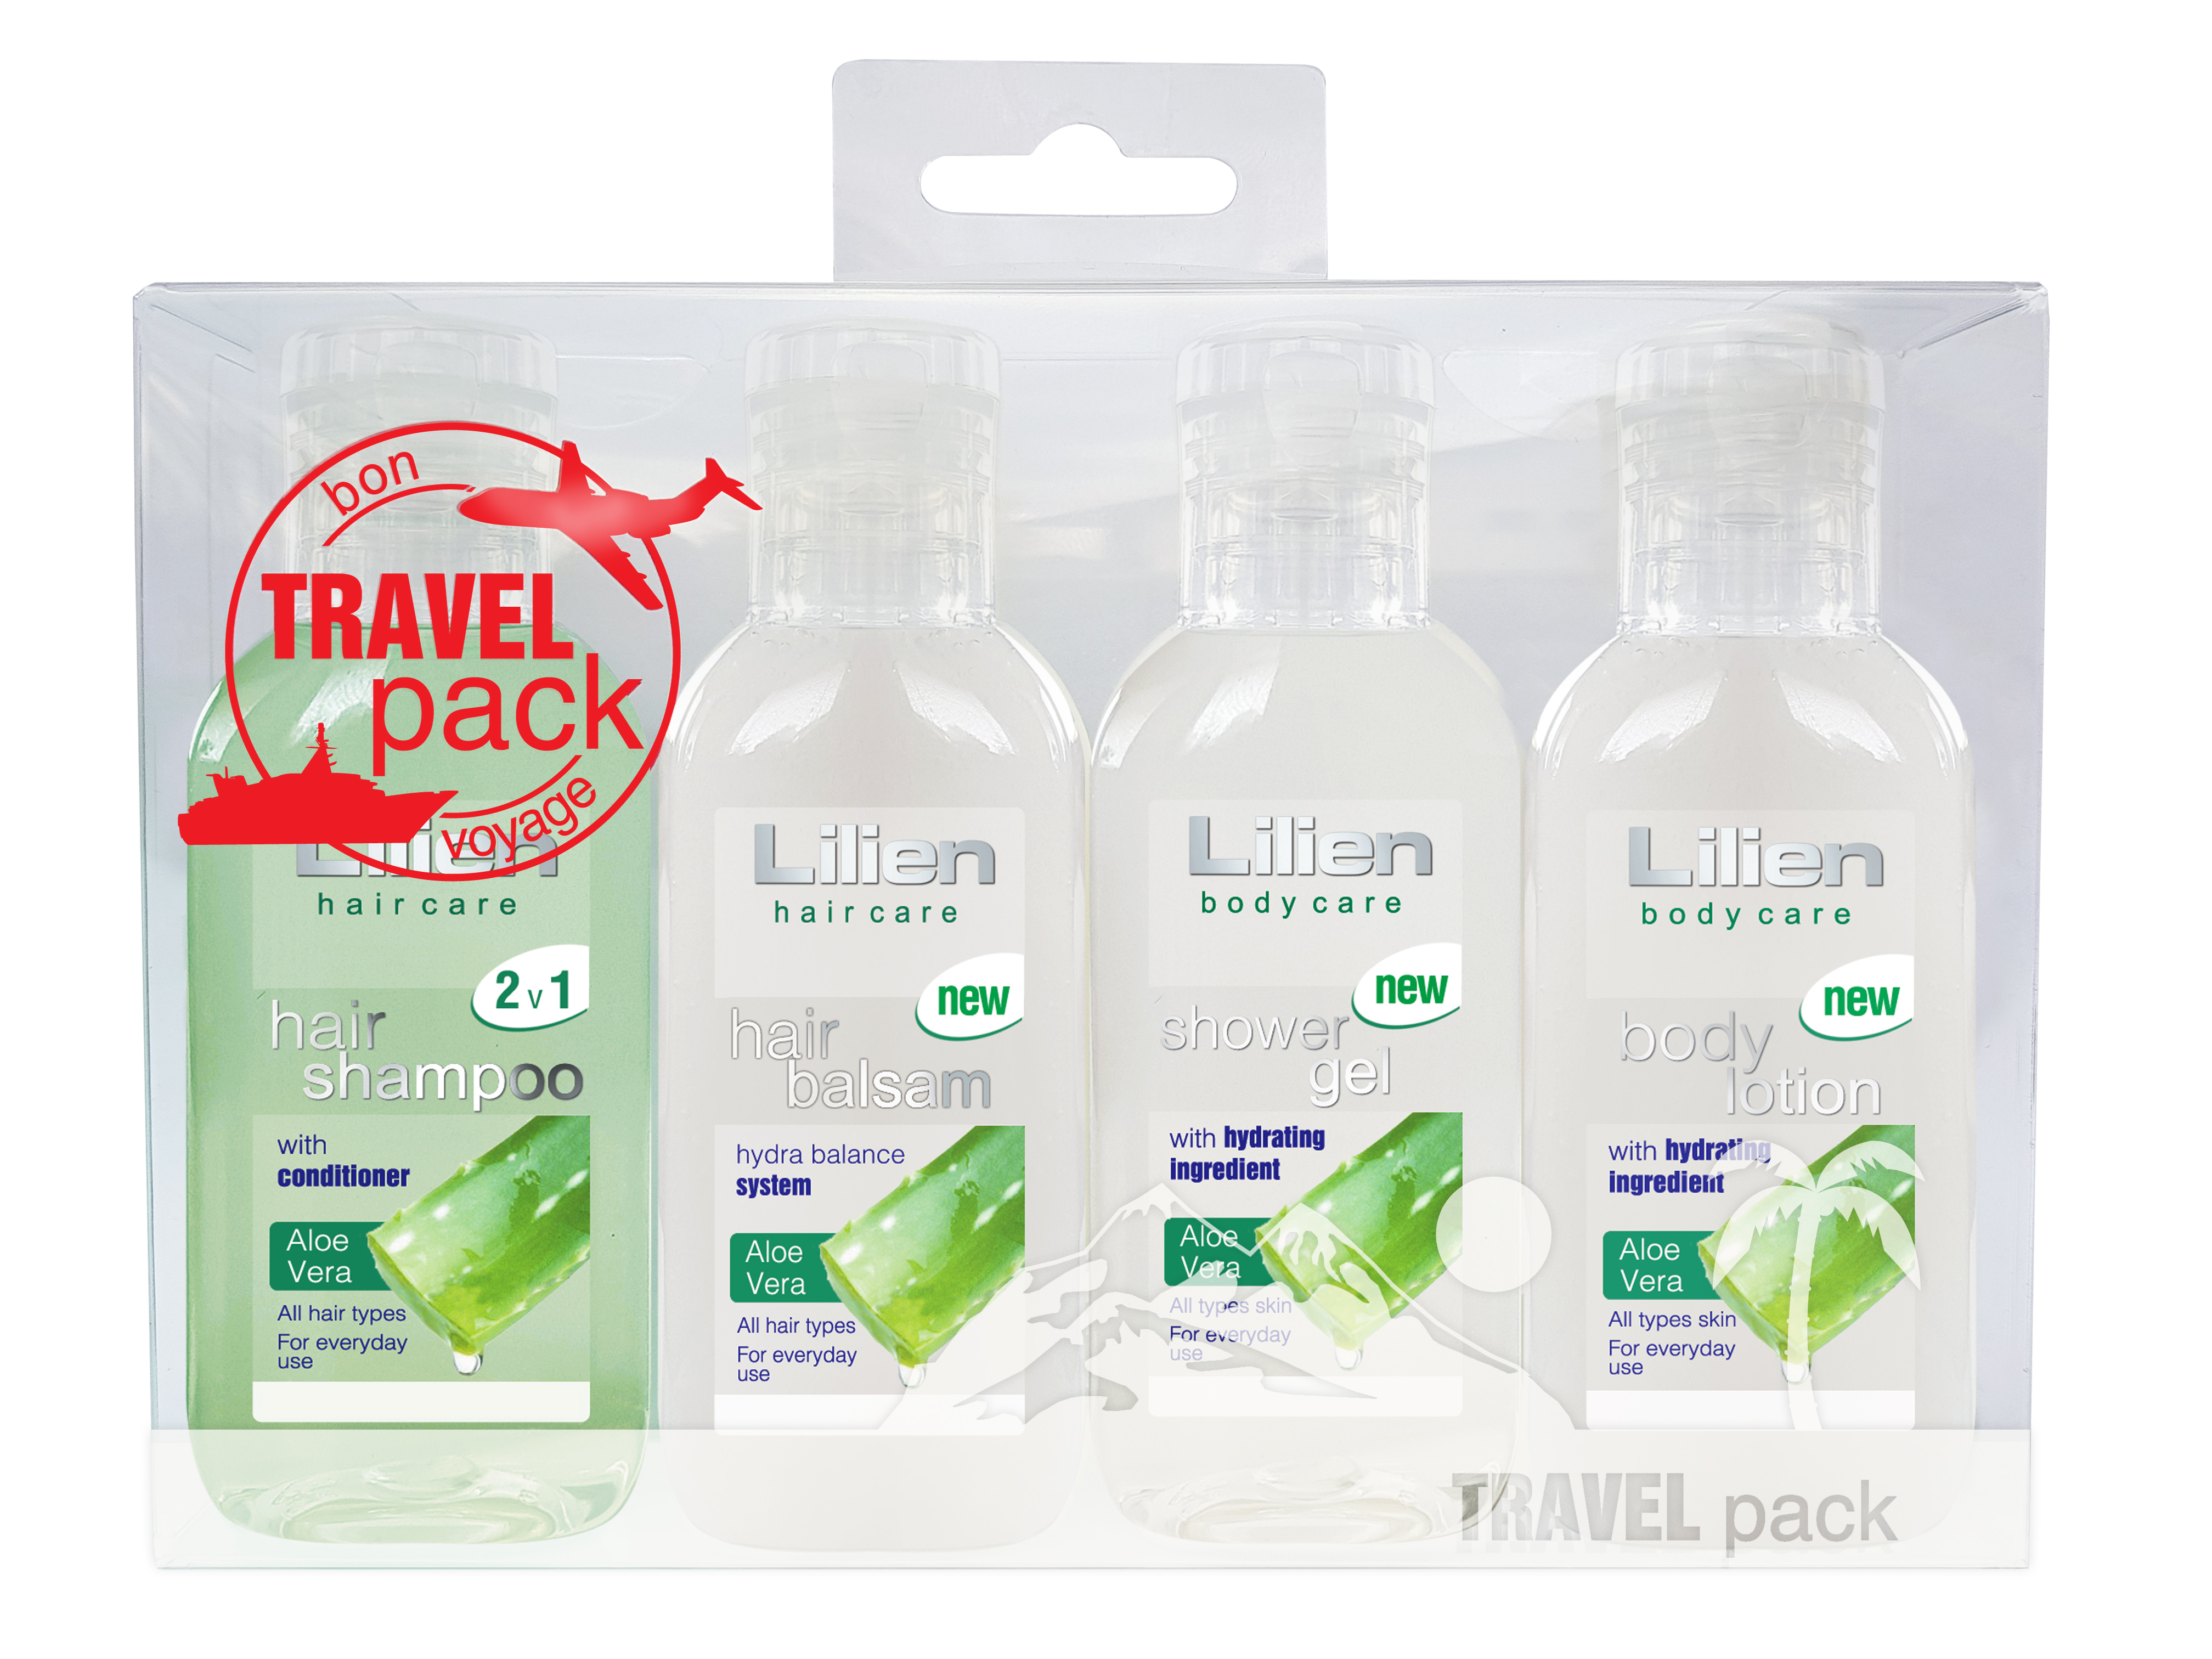 bon
TRAVEL
pack
voyage
Lilien
hair care
2 v 1
hair
shampoo
with
conditioner
Aloe
Vera
All hair types
For everyday
use
Lilien
hair care
new
hair
balsam
hydra balance
system
Aloe
Vera
All hair types
For everyday
use
Lilien
body care
new
shower
gel
with hydrating
ingredient
Aloe
Vera
All types skin
For everyday
use
Lilien
body care
new
body
lotion
with hydrating
ingredient
Aloe
Vera
All types skin
For everyday
use
TRAVEL pack